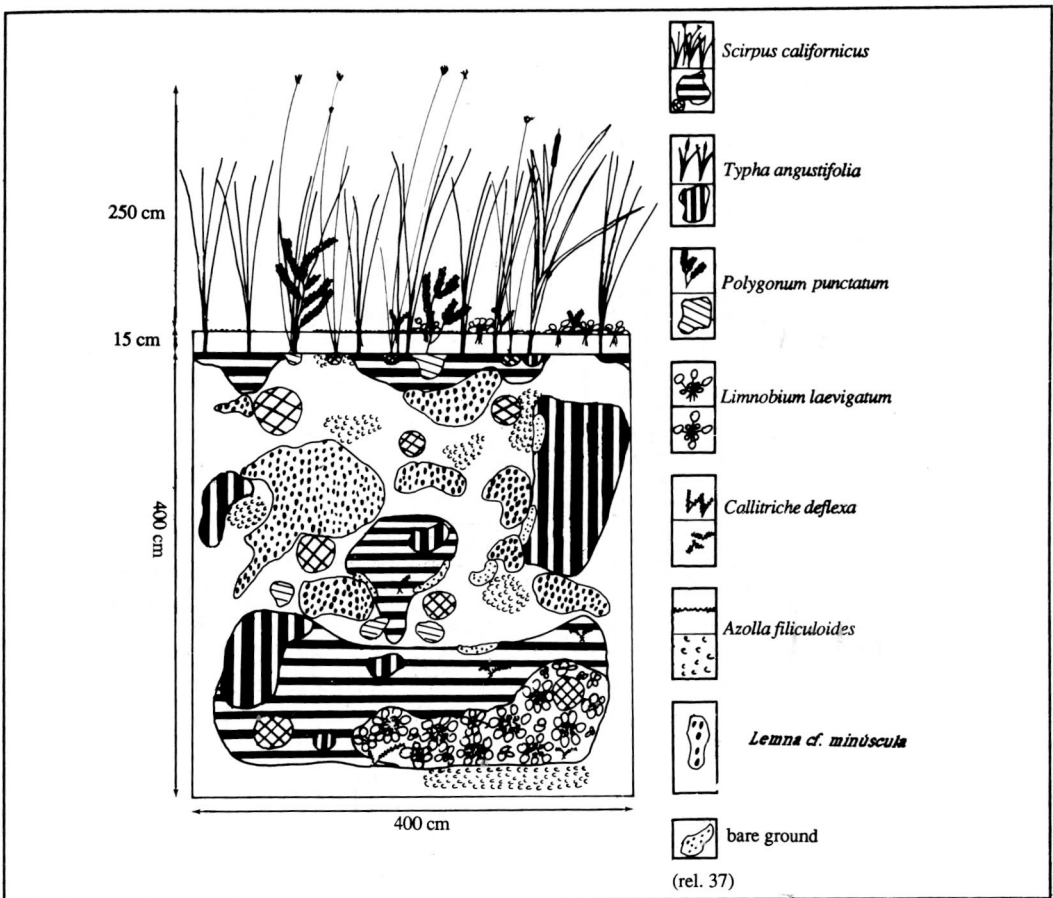 Scirpus californicus
Typha angustifolia
250 cm
Polygonum punctatum
15 cm
Limnobium laevigatum
400 cm
Callitriche deflexa
Azolla filiculoides
Lemna cf. minúscula
400 cm
bare ground
(rel. 37)